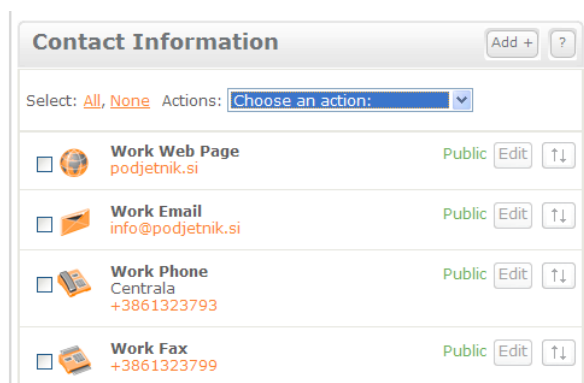 Contact Information Add + ?
Select: All, None Actions: Choose an action:
Work Web Page Public Edit ↑↓
podjetnik.si
Work Email Public Edit ↑↓
info@podjetnik.si
Work Phone Public Edit ↑↓
Centrala
+3861323793
Work Fax Public Edit ↑↓
+3861323799